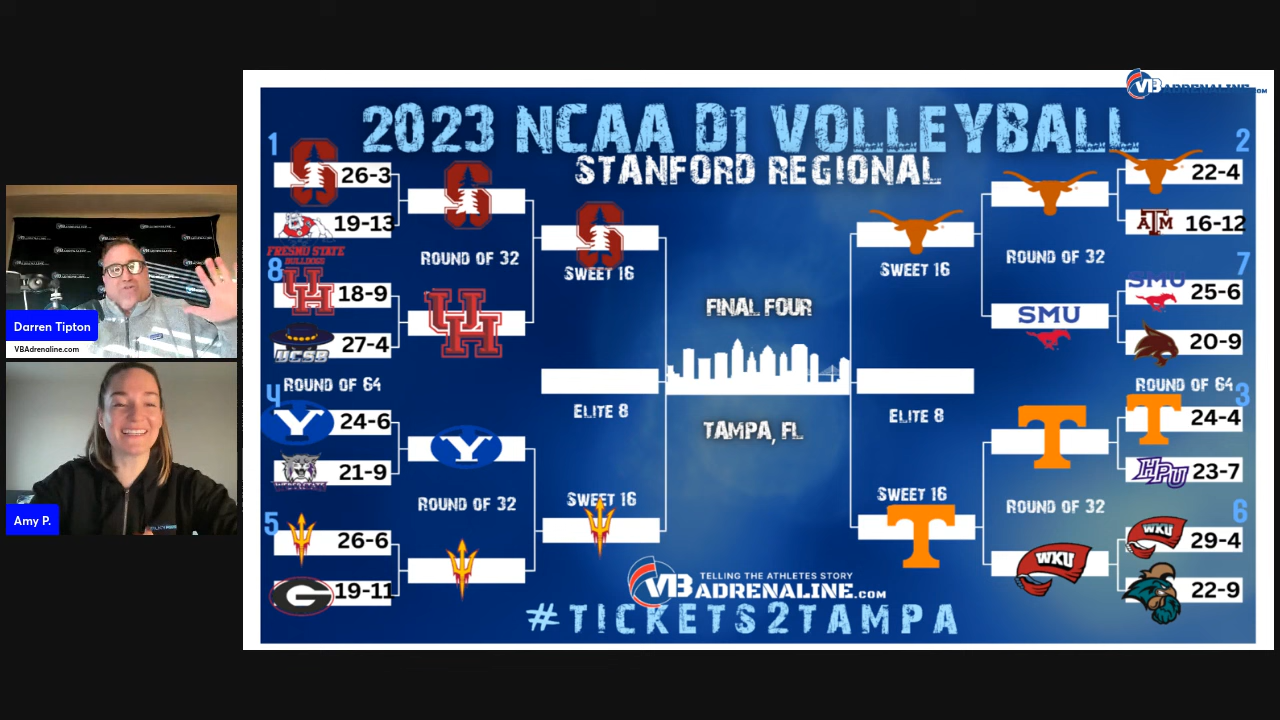 VBADRENALINE.COM
2023 NCAA D1 VOLLEYBALL
STANFORD REGIONAL
1
S
26-3
19-13
FRESNO STATE
BULLDOGS
8
UH
18-9
UCSB
27-4
ROUND OF 64
4
Y
24-6
WEBER STATE
21-9
5
26-6
G
19-11
S
ROUND OF 32
UH
Y
ROUND OF 32
S
SWEET 16
ELITE 8
SWEET 16
FINAL FOUR
TAMPA, FL
SWEET 16
ELITE 8
SWEET 16
T
ROUND OF 32
SMU
T
ROUND OF 32
WKU
2
22-4
ATM
16-12
7
SMU
25-6
20-9
ROUND OF 64
3
T
24-4
HPU
23-7
6
WKU
29-4
22-9
TELLING THE ATHLETES STORY
VBADRENALINE.COM
#TICKETS2TAMPA
Darren Tipton
VBAdrenaline.com
Amy P.